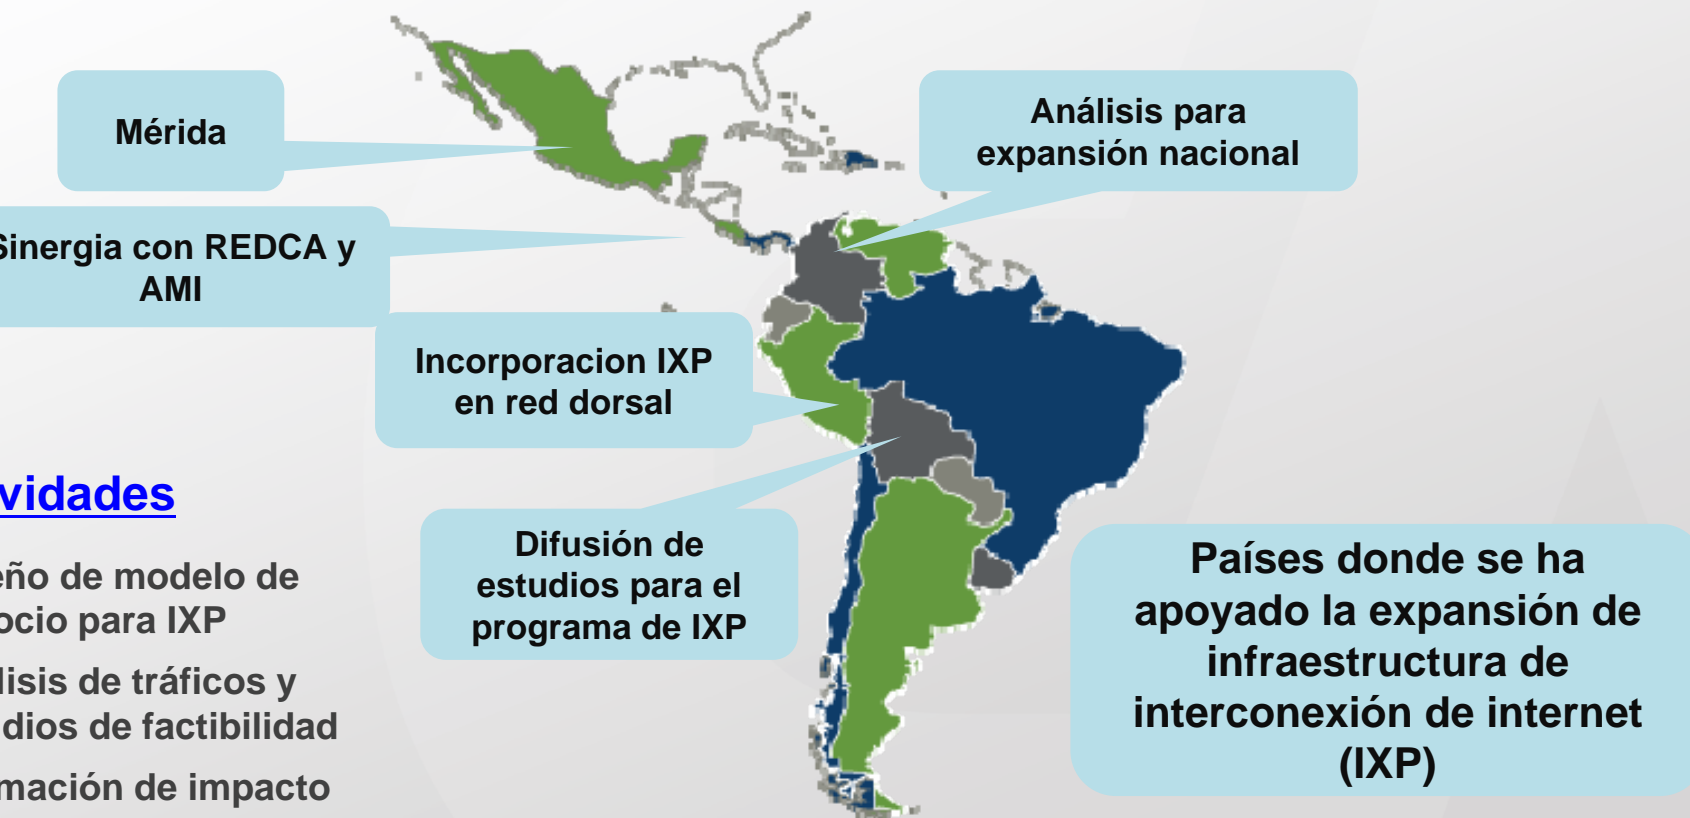 Mérida
Análisis para
expansión nacional
Sinergia con REDCA y
AMI
Incorporacion IXP
en red dorsal
vidades
eño de modelo de
ocio para IXP
lisis de tráficos y
dios de factibilidad
mación de impacto
Difusión de
estudios para el
programa de IXP
Países donde se ha
apoyado la expansión de
infraestructura de
interconexión de internet
(IXP)